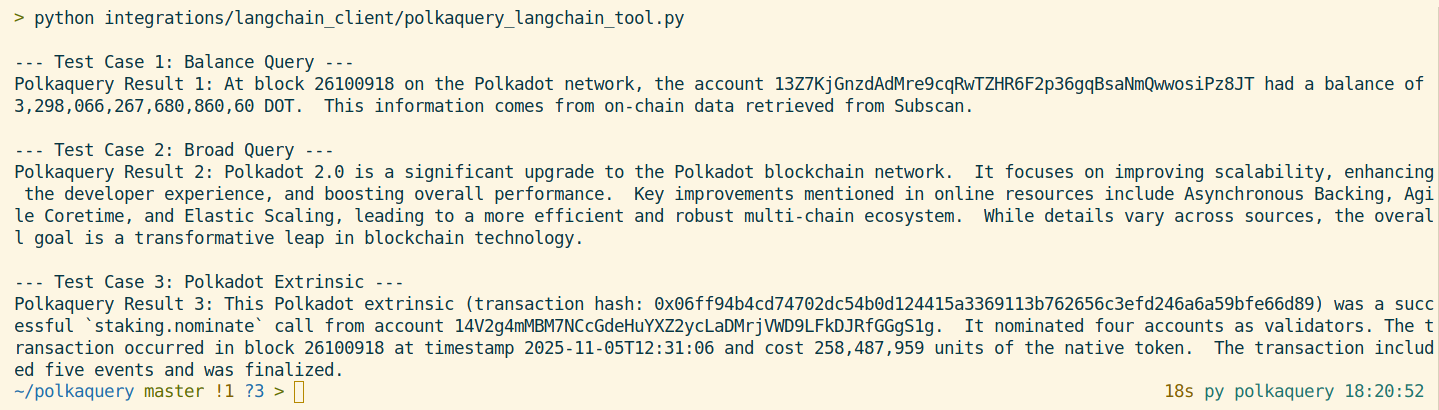 > python integrations/langchain_client/polkaquery_langchain_tool.py
--- Test Case 1: Balance Query ---
Polkaquery Result 1: At block 26100918 on the Polkadot network, the account 13Z7KjGnzdAdMre9cqRwTZHR6F2p36gqBsaNmQwwosiPz8JT had a balance of
3,298,066,267,680,860,60 DOT.  This information comes from on-chain data retrieved from Subscan.
--- Test Case 2: Broad Query ---
Polkaquery Result 2: Polkadot 2.0 is a significant upgrade to the Polkadot blockchain network.  It focuses on improving scalability, enhancing
the developer experience, and boosting overall performance.  Key improvements mentioned in online resources include Asynchronous Backing, Agi
le Coretime, and Elastic Scaling, leading to a more efficient and robust multi-chain ecosystem.  While details vary across sources, the overal
l goal is a transformative leap in blockchain technology.
--- Test Case 3: Polkadot Extrinsic ---
Polkaquery Result 3: This Polkadot extrinsic (transaction hash: 0x06ff94b4cd74702dc54b0d124415a3369113b762656c3efd246a6a59bfe66d89) was a succ
essful `staking.nominate` call from account 14V2g4mMBM7NCcGdeHuYXZ2ycLaDMrjVWD9LFkDJRfGGgS1g.  It nominated four accounts as validators. The t
ransaction occurred in block 26100918 at timestamp 2025-11-05T12:31:06 and cost 258,487,959 units of the native token.  The transaction includ
ed five events and was finalized.
~/polkaquery master !1 ?3 > 18s py polkaquery 18:20:52